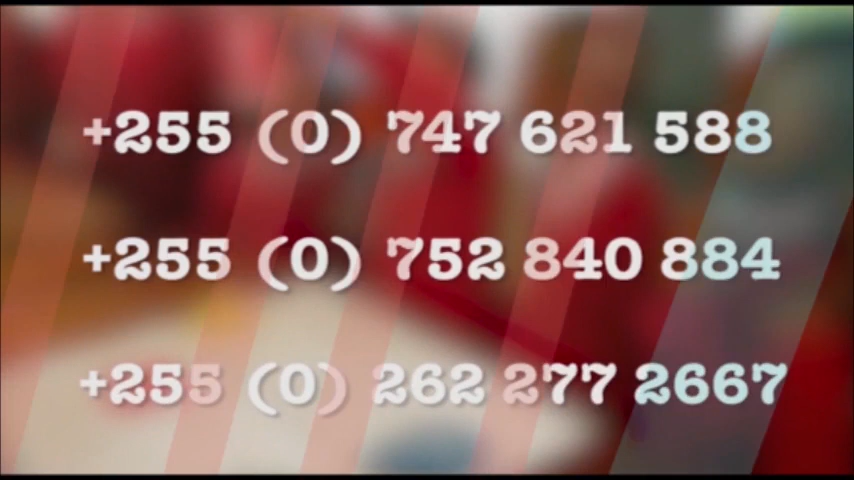 +255 (0) 747 621 588
+255 (0) 752 840 884
+255 (0) 262 277 2667